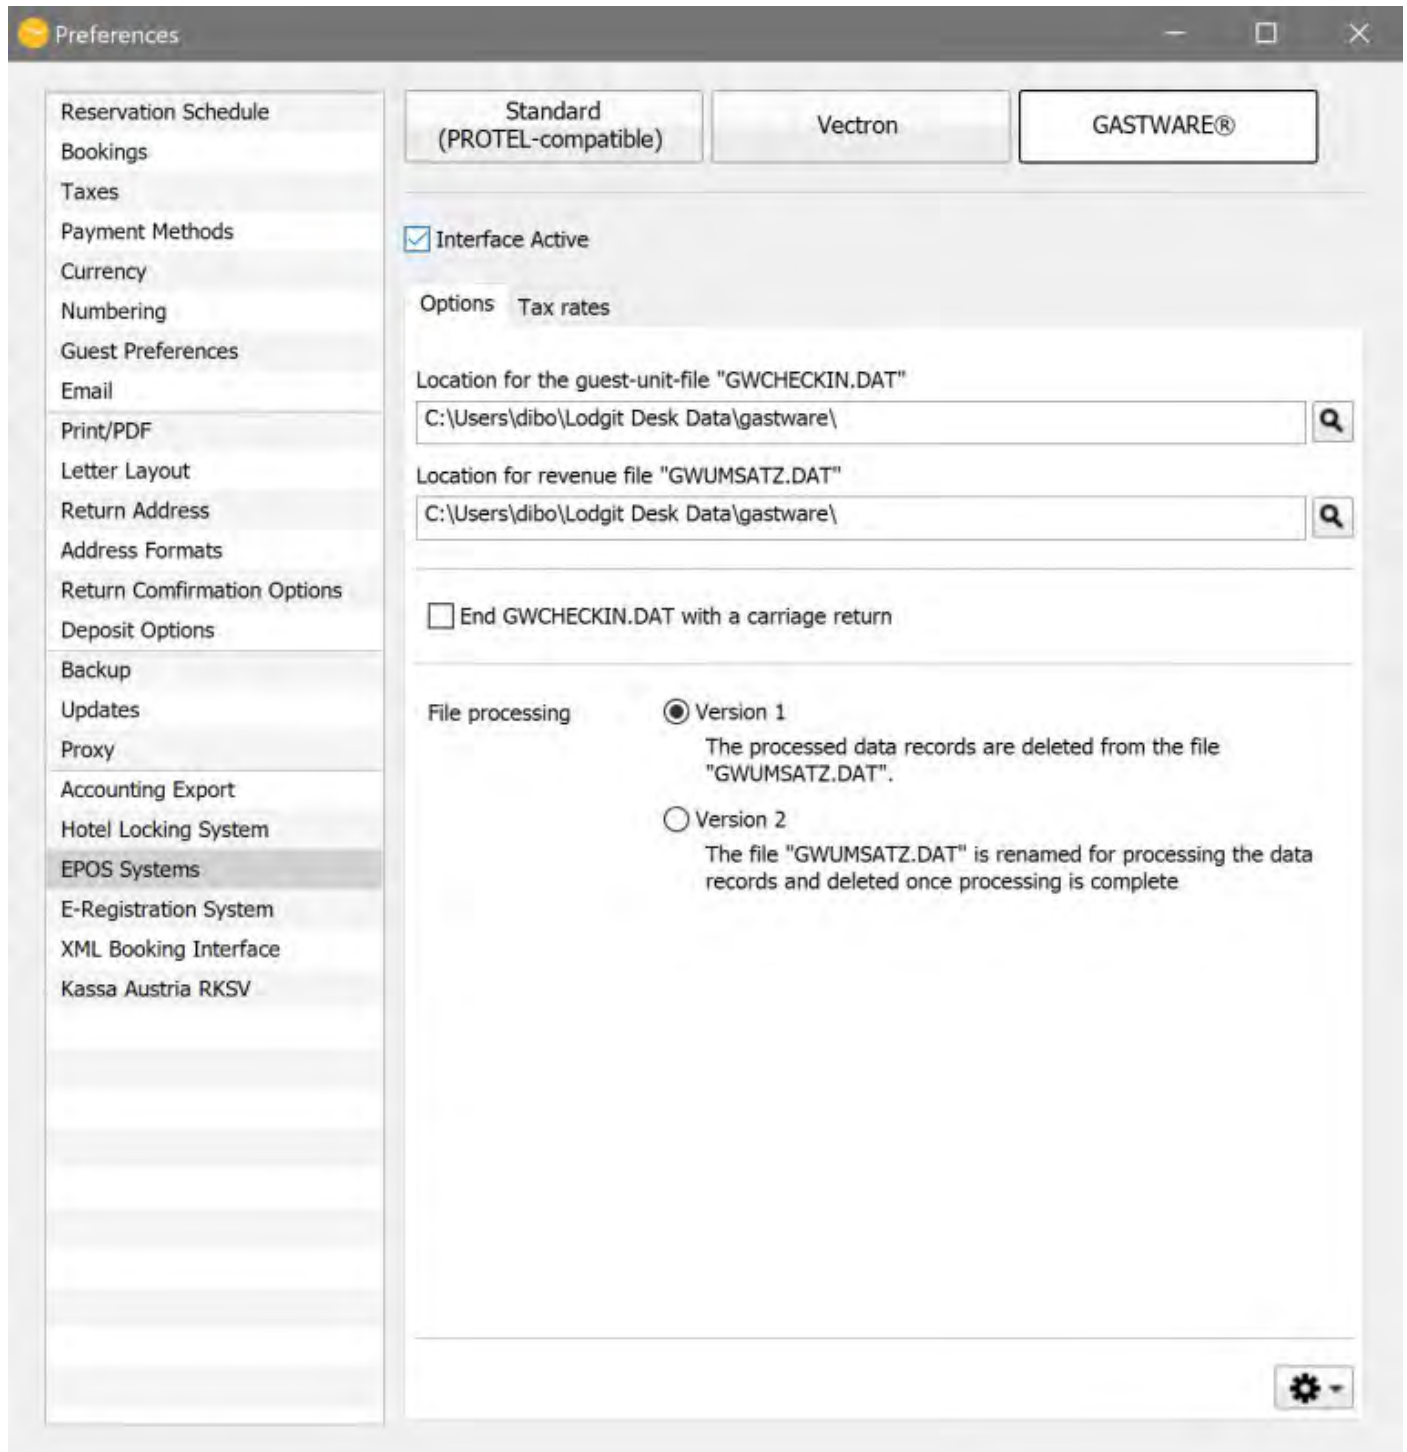 Preferences
Reservation Schedule
Bookings
Taxes
Payment Methods
Currency
Numbering
Guest Preferences
Email
Print/PDF
Letter Layout
Return Address
Address Formats
Return Comfirmation Options
Deposit Options
Backup
Updates
Proxy
Accounting Export
Hotel Locking System
EPOS Systems
E-Registration System
XML Booking Interface
Kassa Austria RKSV
Standard
(PROTEL-compatible)
Vectron
GASTWARE®
Interface Active
Options Tax rates
Location for the guest-unit-file "GWCHECKIN.DAT"
C:\Users\dibo\Lodgit Desk Data\gastware\
Location for revenue file "GWUMSATZ.DAT"
C:\Users\dibo\Lodgit Desk Data\gastware\
End GWCHECKIN.DAT with a carriage return
File processing
Version 1
The processed data records are deleted from the file
"GWUMSATZ.DAT".
Version 2
The file "GWUMSATZ.DAT" is renamed for processing the data
records and deleted once processing is complete